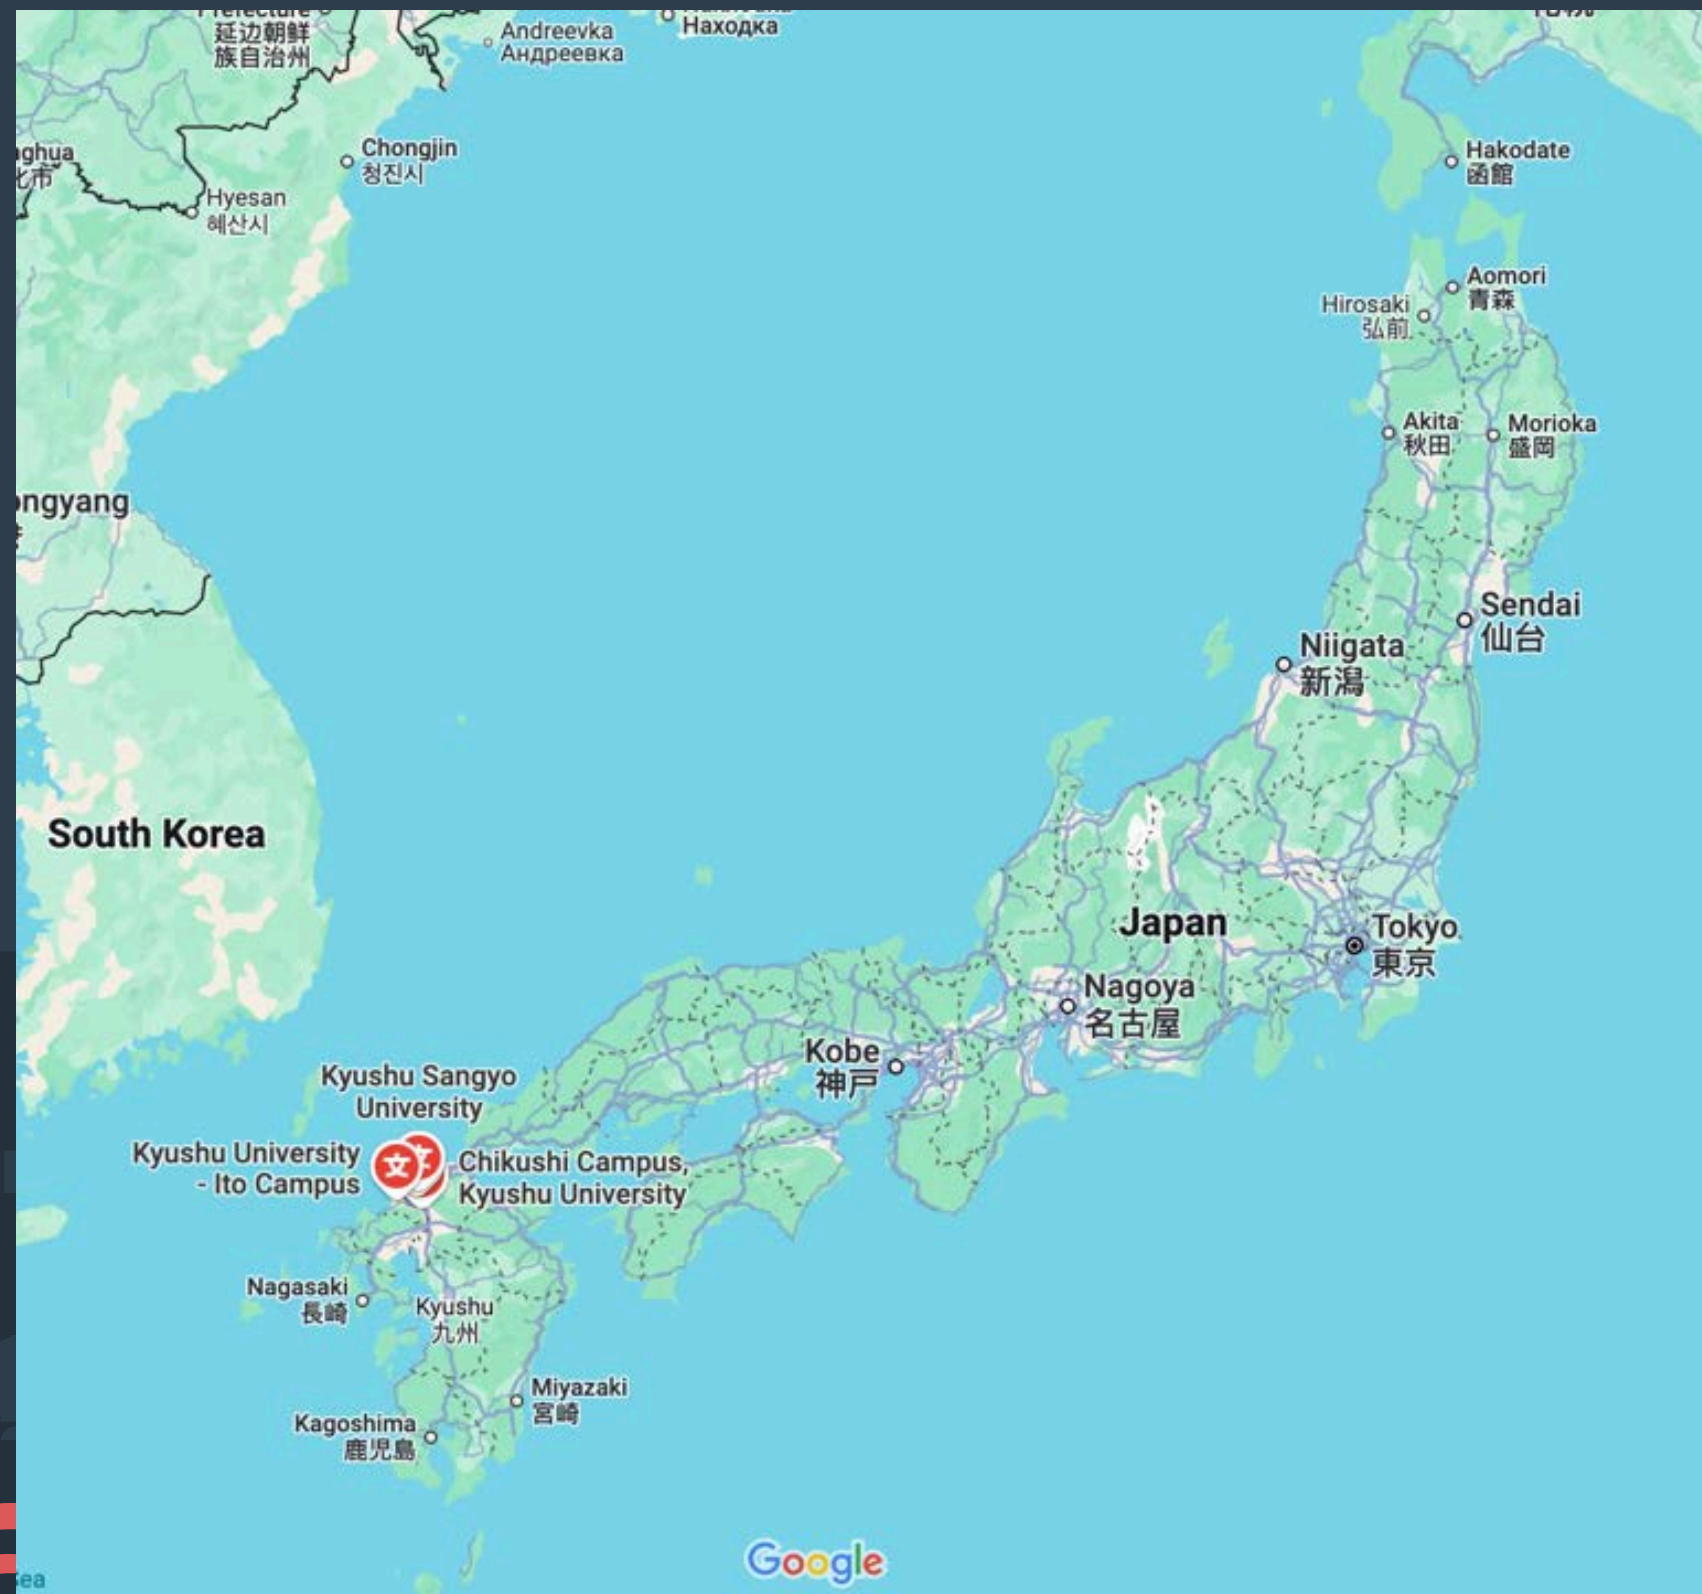 延边朝鲜
族自治州
Andreevka
Андреевка
Находка
Hakodate
函館
Chongjin
청진시
Hyesan
혜산시
Aomori
青森
Hirosaki
弘前
Akita
秋田
Morioka
盛岡
Sendai
仙台
Niigata
新潟
South Korea
Japan
Tokyo
東京
Nagoya
名古屋
Kobe
神戸
Kyushu Sangyo
University
Kyushu University
- Ito Campus
文
Chikushi Campus,
Kyushu University
Nagasaki
長崎
Kyushu
九州
Miyazaki
宮崎
Kagoshima
鹿児島
Google